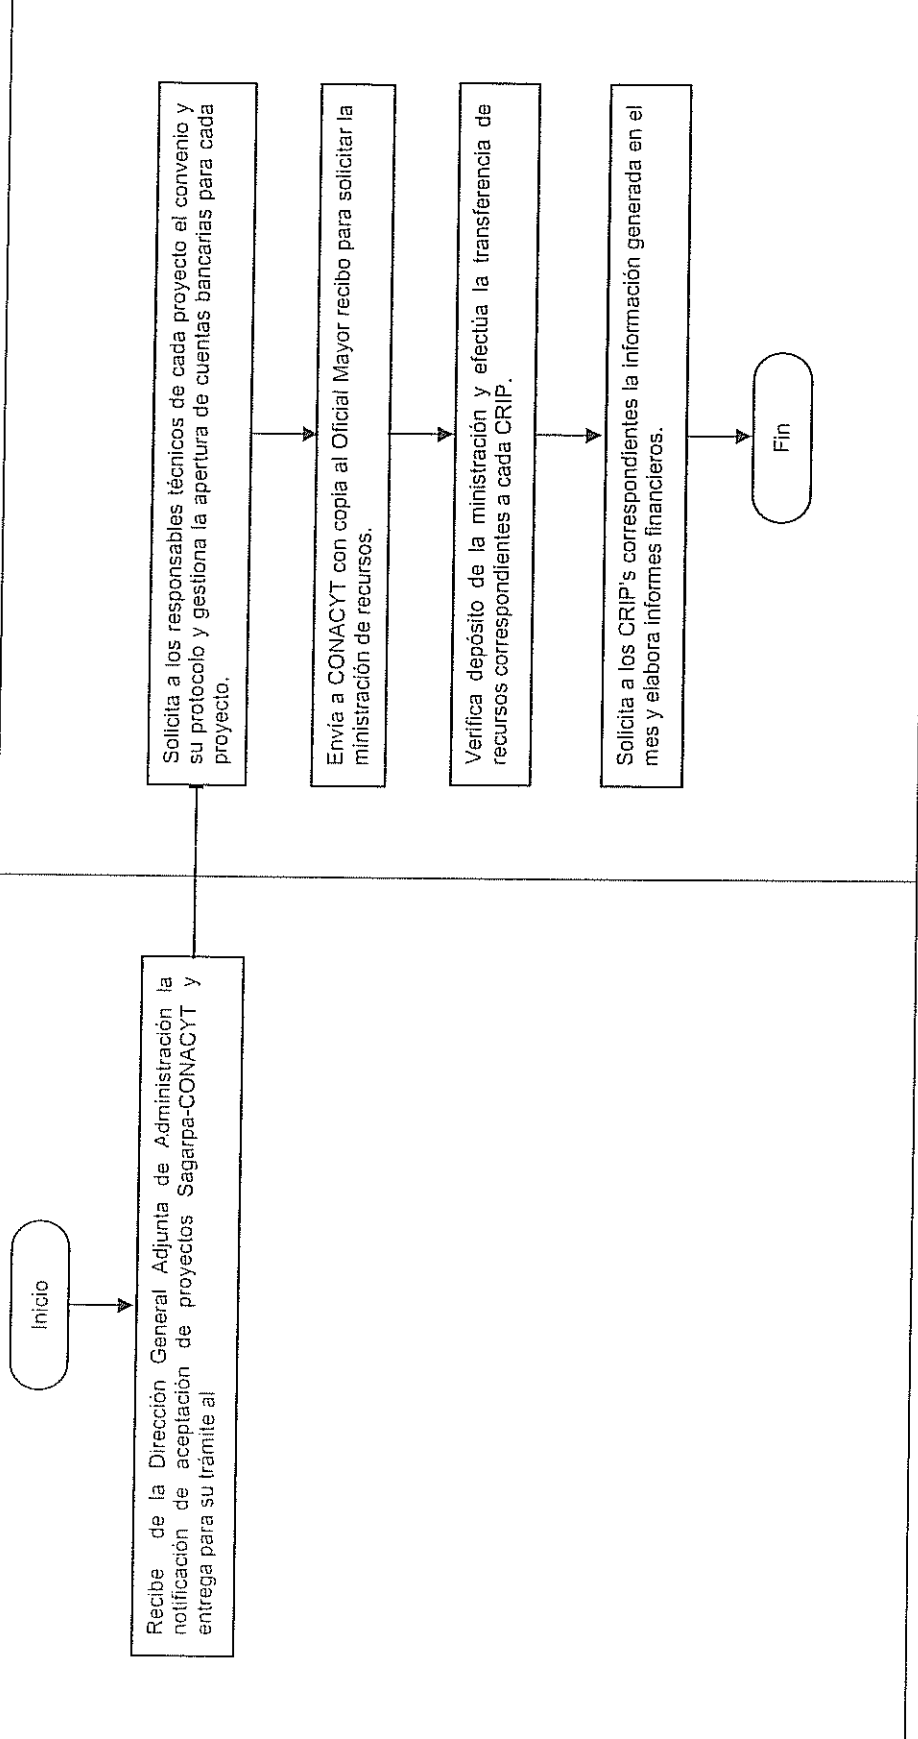 Inicio
Recibe de la Dirección General Adjunta de Administración la
notificación de aceptación de proyectos Sagarpa-CONACYT y
entrega para su trámite al
Solicita a los responsables técnicos de cada proyecto el convenio y
su protocolo y gestiona la apertura de cuentas bancarias para cada
proyecto.
Envía a CONACYT con copia al Oficial Mayor recibo para solicitar la
ministración de recursos.
Verifica depósito de la ministración y efectúa la transferencia de
recursos correspondientes a cada CRIP.
Solicita a los CRIP's correspondientes la información generada en el
mes y elabora informes financieros.
Fin